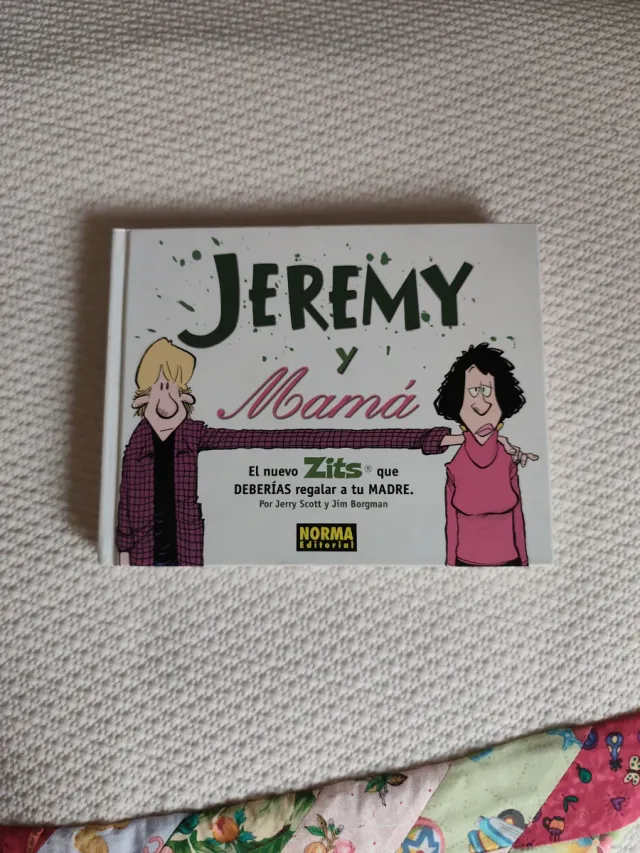 JEREMY
y
Mamá
El nuevo Zits® que
DEBERÍAS regalar a tu MADRE.
Por Jerry Scott y Jim Borgman
NORMA
Editorial